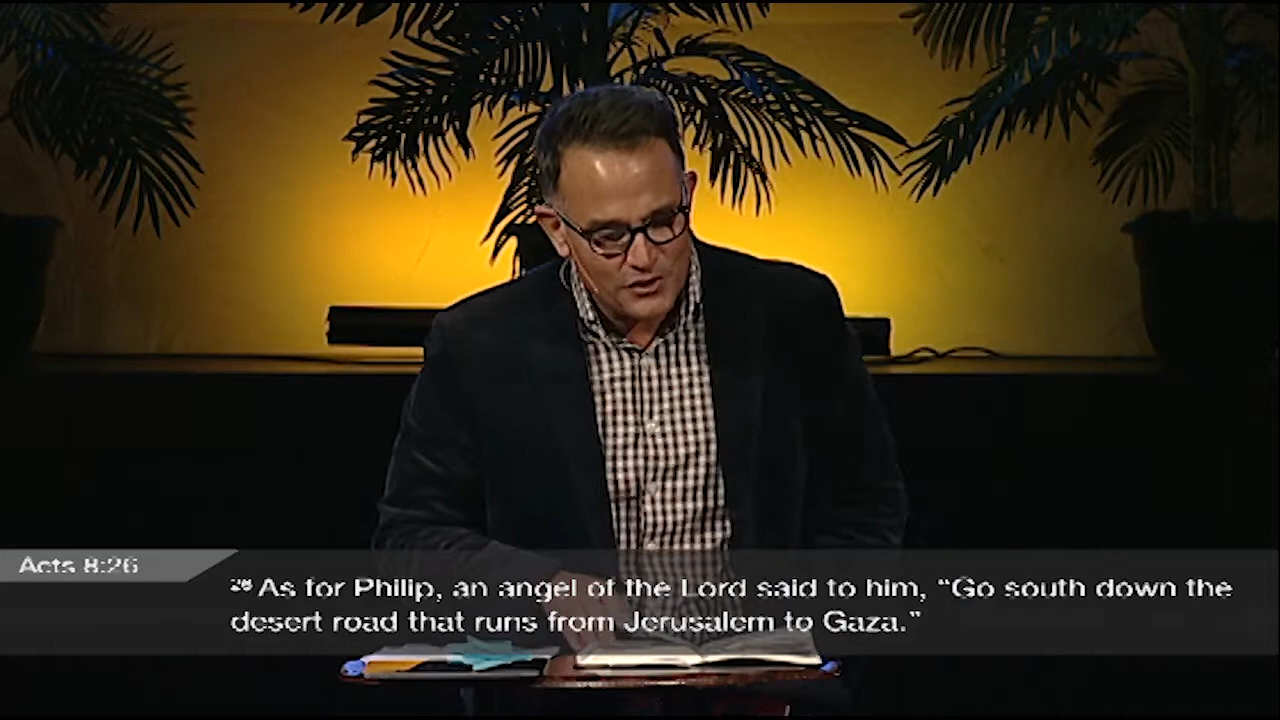 Acts 8:26
²⁶ As for Philip, an angel of the Lord said to him, “Go south down the
desert road that runs from Jerusalem to Gaza.”